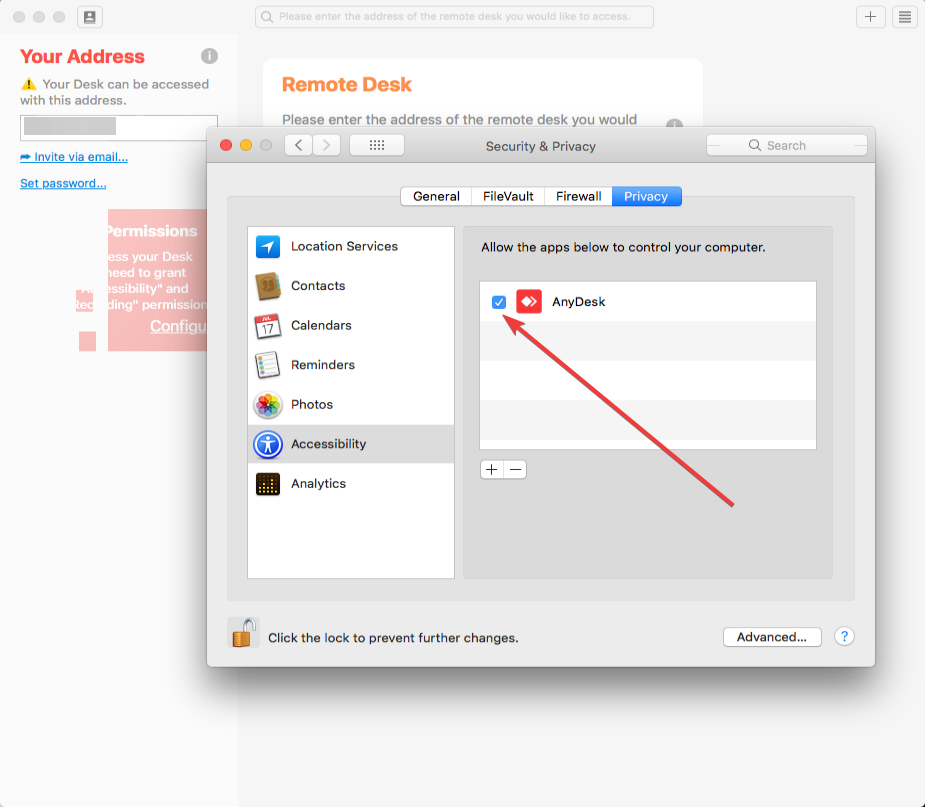 Please enter the address of the remote desk you would like to access.
Your Address
Your Desk can be accessed
with this address.
Invite via email...
Set password...
Permissions
ess your Desk
need to grant
essibility" and
ding" permission
Configu
Remote Desk
Please enter the address of the remote desk you would
Security & Privacy
Search
General
FileVault
Firewall
Privacy
Location Services
Contacts
JUL
17
Calendars
Reminders
Photos
Accessibility
Analytics
Allow the apps below to control your computer.
AnyDesk
Click the lock to prevent further changes.
Advanced...
?